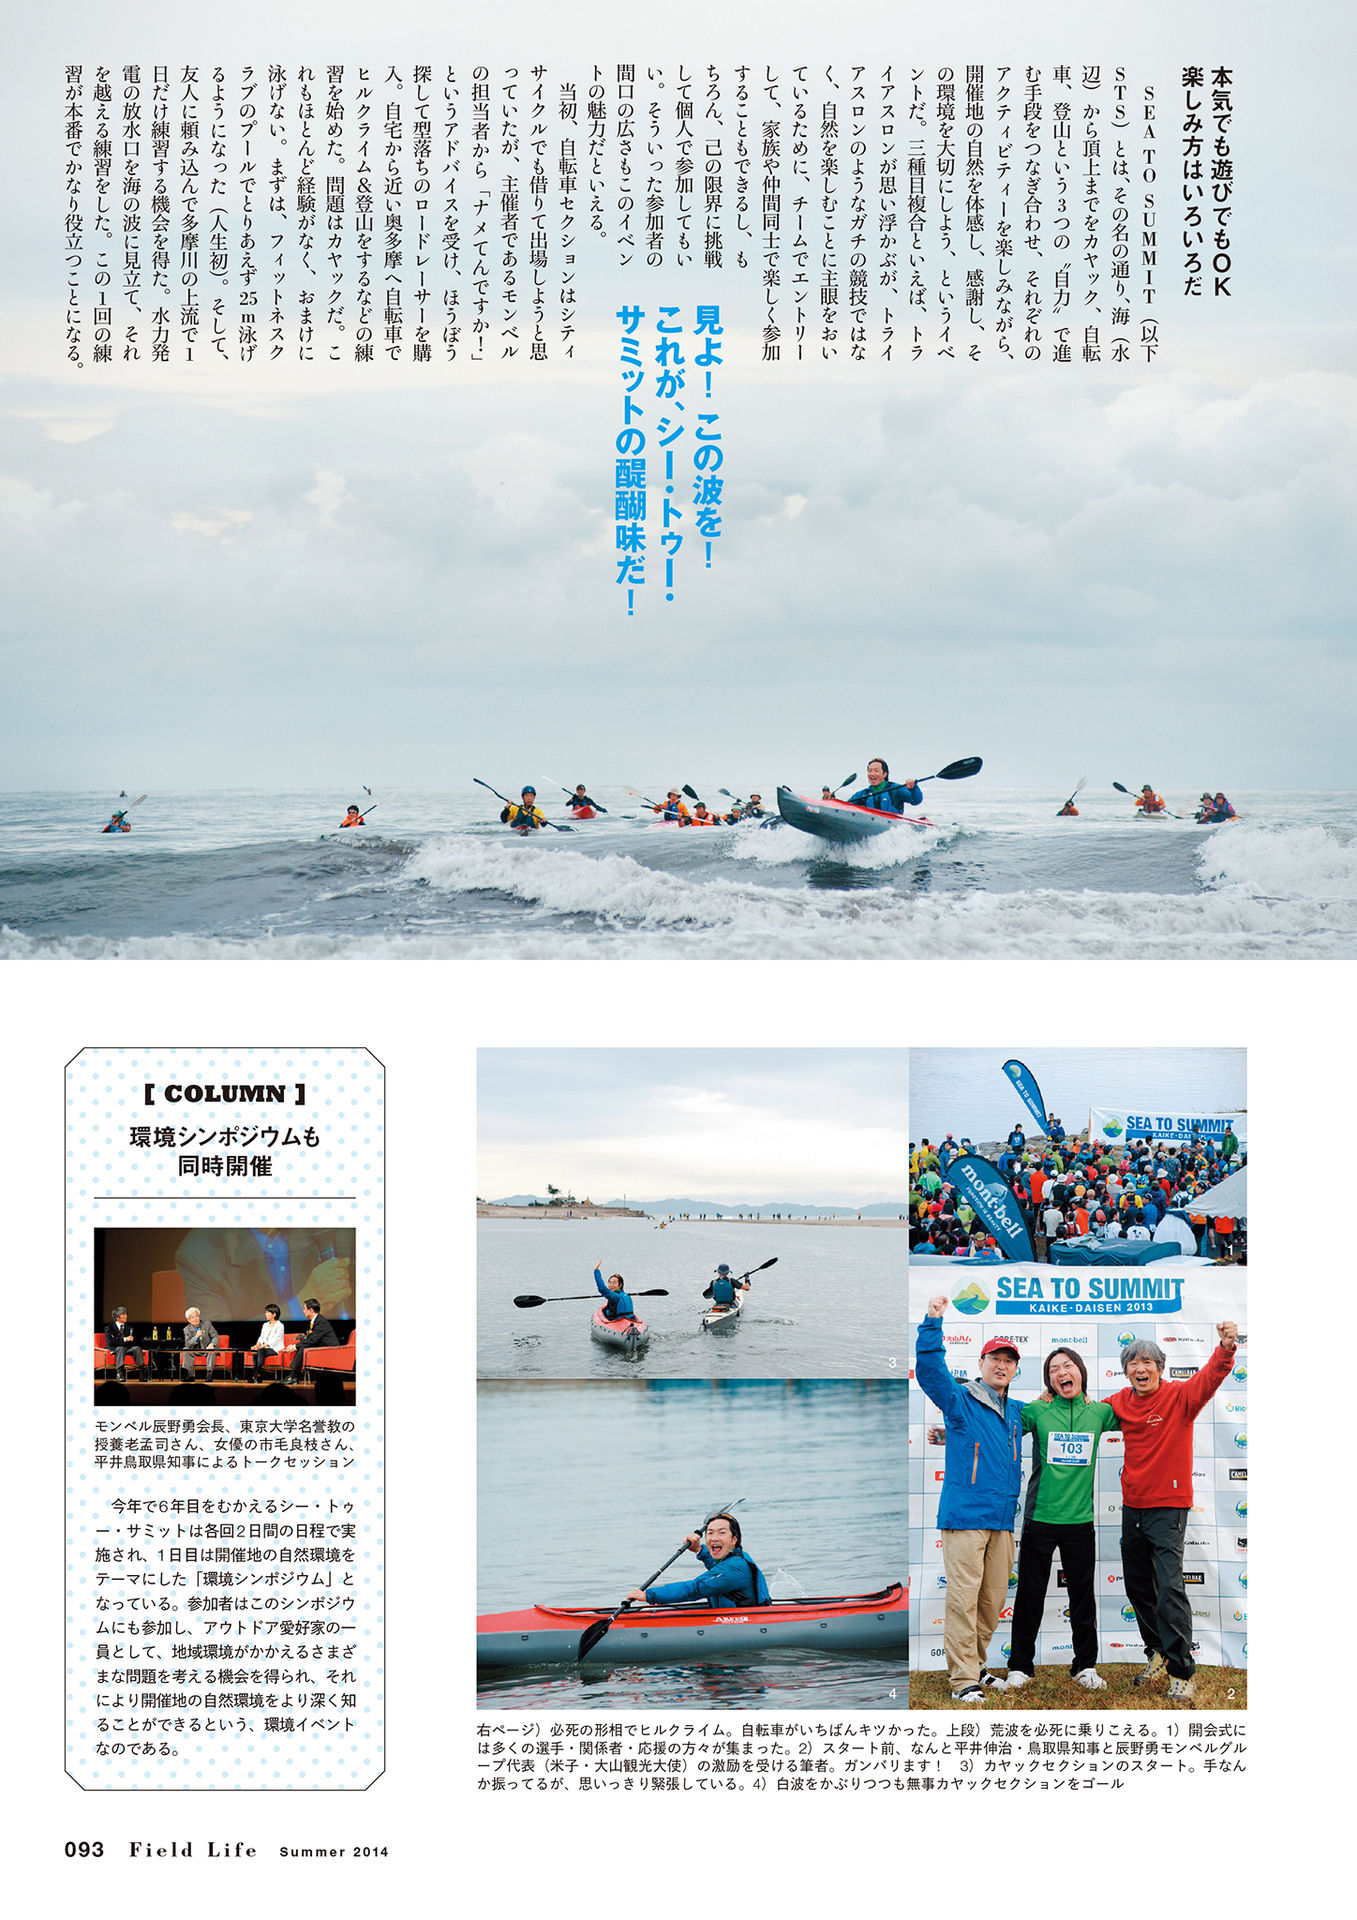 本気でも遊びでもOK
楽しみ方はいろいろだ
SEA TO SUMMIT（以下
STS）とは、その名の通り、海（水
辺）から頂上までをカヤック、自転
車、登山という3つの〝自力〟で進
む手段をつなぎ合わせ、それぞれの
アクティビティーを楽しみながら、
開催地の自然を体感し、感謝し、そ
の環境を大切にしよう、というイベ
ントだ。三種目複合といえば、トラ
イアスロンが思い浮かぶが、トライ
アスロンのようなガチの競技ではな
く、自然を楽しむことに主眼をおい
ているために、チームでエントリー
して、家族や仲間同士で楽しく参加
することもできるし、も
ちろん、己の限界に挑戦
して個人で参加してもい
い。そういった参加者の
間口の広さもこのイベン
トの魅力だといえる。
当初、自転車セクションはシティ
サイクルでも借りて出場しようと思
っていたが、主催者であるモンベル
の担当者から「ナメてんですか！」
というアドバイスを受け、ほうぼう
探して型落ちのロードレーサーを購
入。自宅から近い奥多摩へ自転車で
ヒルクライム＆登山をするなどの練
習を始めた。問題はカヤックだ。こ
れもほとんど経験がなく、おまけに
泳げない。まずは、フィットネスク
ラブのプールでとりあえず25m泳げ
るようになった（人生初）。そして、
友人に頼み込んで多摩川の上流で1
日だけ練習する機会を得た。水力発
電の放水口を海の波に見立て、それ
を越える練習をした。この1回の練
習が本番でかなり役立つことになる。
見よ！この波を！
これが、シー・トゥー・
サミットの醍醐味だ！
【COLUMN】
環境シンポジウムも
同時開催
モンベル辰野勇会長、東京大学名誉教の
授養老孟司さん、女優の市毛良枝さん、
平井鳥取県知事によるトークセッション
今年で6年目をむかえるシー・トゥ
ー・サミットは各回2日間の日程で実
施され、1日目は開催地の自然環境を
テーマにした「環境シンポジウム」と
なっている。参加者はこのシンポジウ
ムにも参加し、アウトドア愛好家の一
員として、地域環境がかかえるさまざ
まな問題を考える機会を得られ、それ
により開催地の自然環境をより深く知
ることができるという、環境イベント
なのである。
SEA TO SUMMIT
SEA TO SUMMIT
KAIKE-DAISEN
mont-bell
1
SEA TO SUMMIT
KAIKE・DAISEN 2013
大山ハム
GORE-TEX
mont-bell
SEA TO SUMMIT
103
2
3
4
右ページ）必死の形相でヒルクライム。自転車がいちばんキツかった。上段）荒波を必死に乗りこえる。1）開会式に
は多くの選手・関係者・応援の方々が集まった。2）スタート前、なんと平井伸治・鳥取県知事と辰野勇モンベルグル
ープ代表（米子・大山観光大使）の激励を受ける筆者。ガンバリます！　3）カヤックセクションのスタート。手なん
か振ってるが、思いっきり緊張している。4）白波をかぶりつつも無事カヤックセクションをゴール
093 Field Life Summer 2014